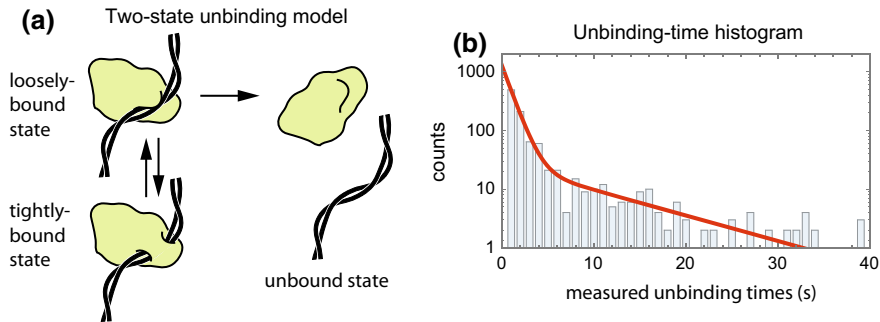 (a)
Two-state unbinding model
loosely-
bound
state
tightly-
bound
state
unbound state
(b)
Unbinding-time histogram
counts
1000
100
10
1
0
10
20
30
40
measured unbinding times (s)